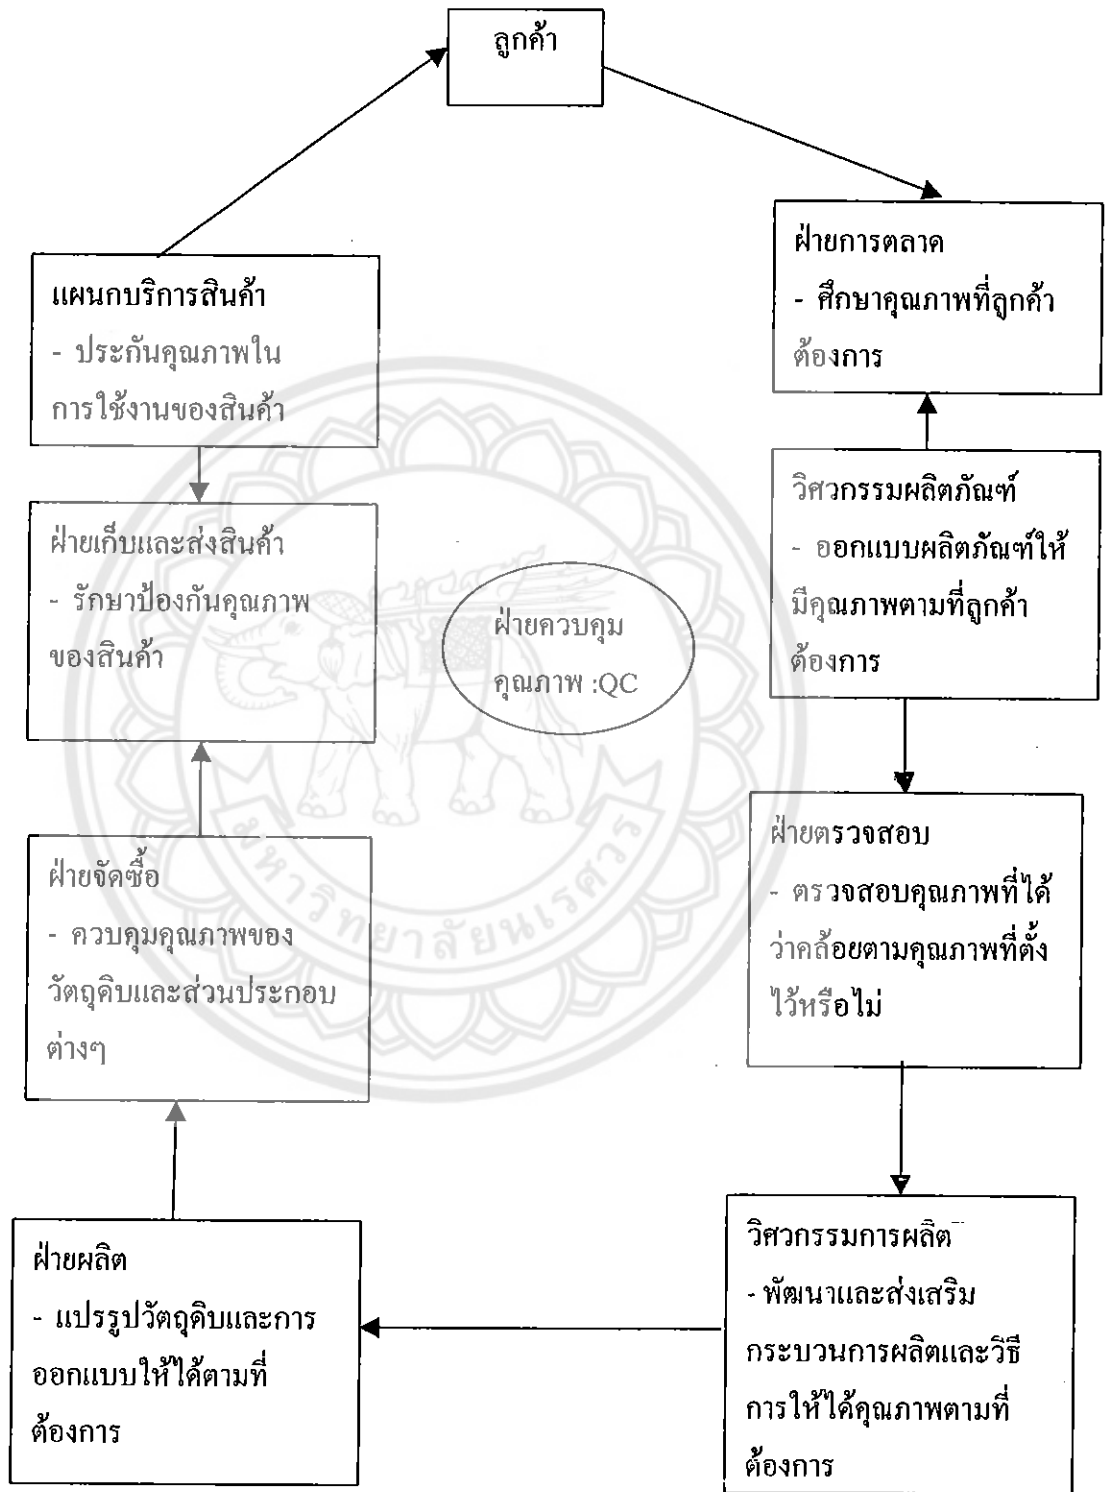 ลูกค้า
ฝ่ายการตลาด
- ศึกษาคุณภาพที่ลูกค้า
ต้องการ
แผนกบริการสินค้า
- ประกันคุณภาพใน
การใช้งานของสินค้า
วิศวกรรมผลิตภัณฑ์
- ออกแบบผลิตภัณฑ์ให้
มีคุณภาพตามที่ลูกค้า
ต้องการ
ฝ่ายเก็บและส่งสินค้า
- รักษาป้องกันคุณภาพ
ของสินค้า
ฝ่ายควบคุม
คุณภาพ :QC
ฝ่ายตรวจสอบ
- ตรวจสอบคุณภาพที่ได้
ว่าคล้อยตามคุณภาพที่ตั้ง
ไว้หรือไม่
ฝ่ายจัดซื้อ
- ควบคุมคุณภาพของ
วัตถุดิบและส่วนประกอบ
ต่างๆ
วิศวกรรมการผลิต
- พัฒนาและส่งเสริม
กระบวนการผลิตและวิธี
การให้ได้คุณภาพตามที่
ต้องการ
ฝ่ายผลิต
- แปรรูปวัตถุดิบและการ
ออกแบบให้ได้ตามที่
ต้องการ